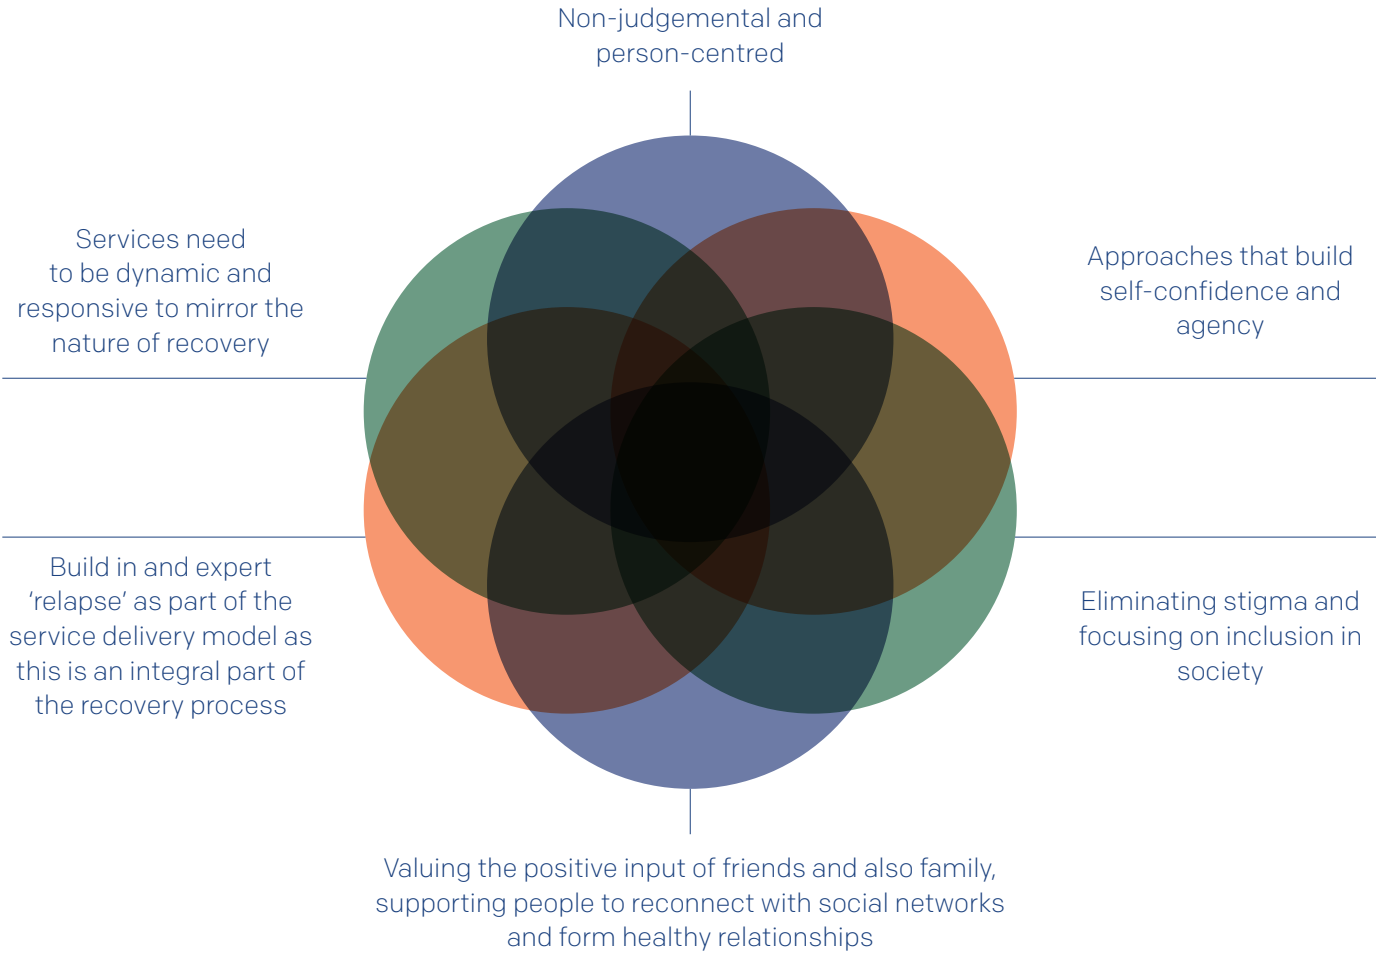 Non-judgemental and
person-centred
Services need
to be dynamic and
responsive to mirror the
nature of recovery
Approaches that build
self-confidence and
agency
Build in and expert
‘relapse’ as part of the
service delivery model as
this is an integral part of
the recovery process
Eliminating stigma and
focusing on inclusion in
society
Valuing the positive input of friends and also family,
supporting people to reconnect with social networks
and form healthy relationships